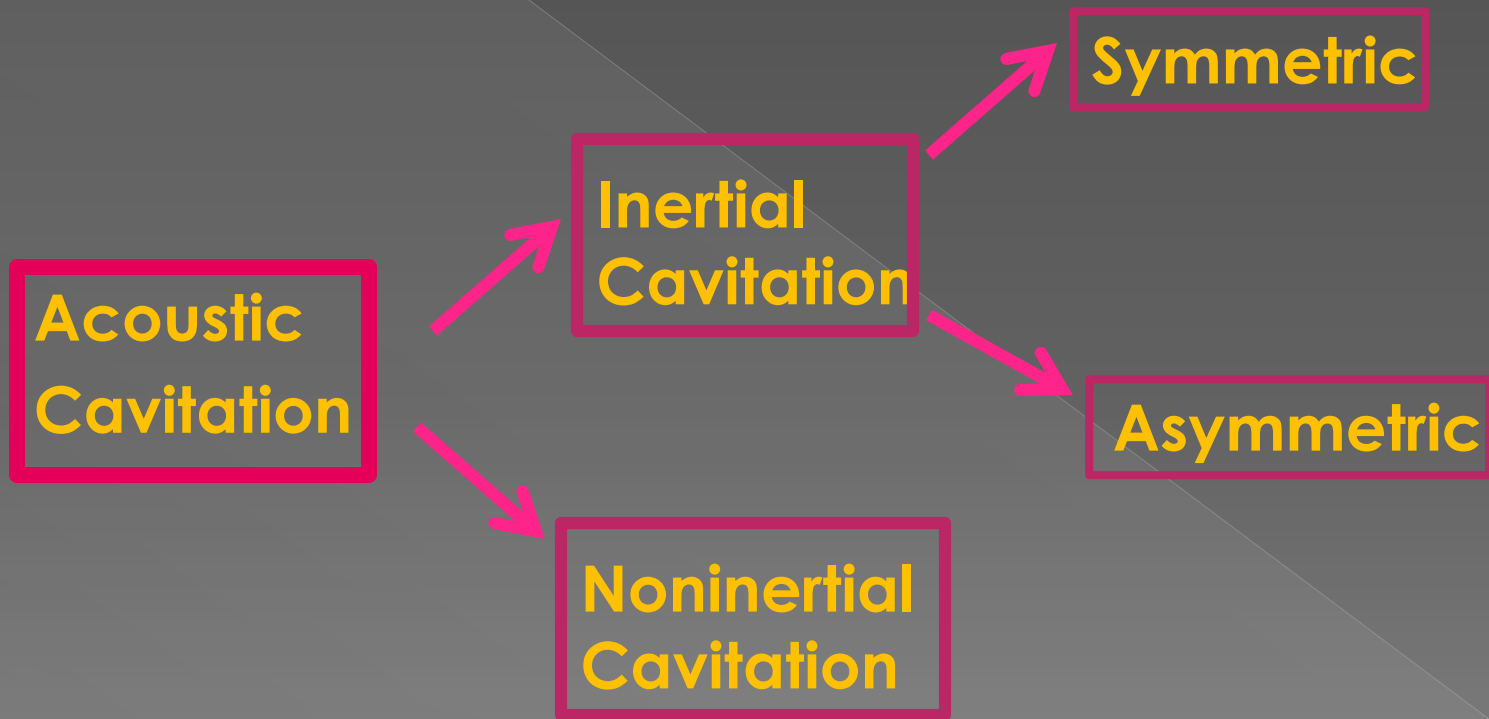 Acoustic
Cavitation
Inertial
Cavitation
Noninertial
Cavitation
Symmetric
Asymmetric